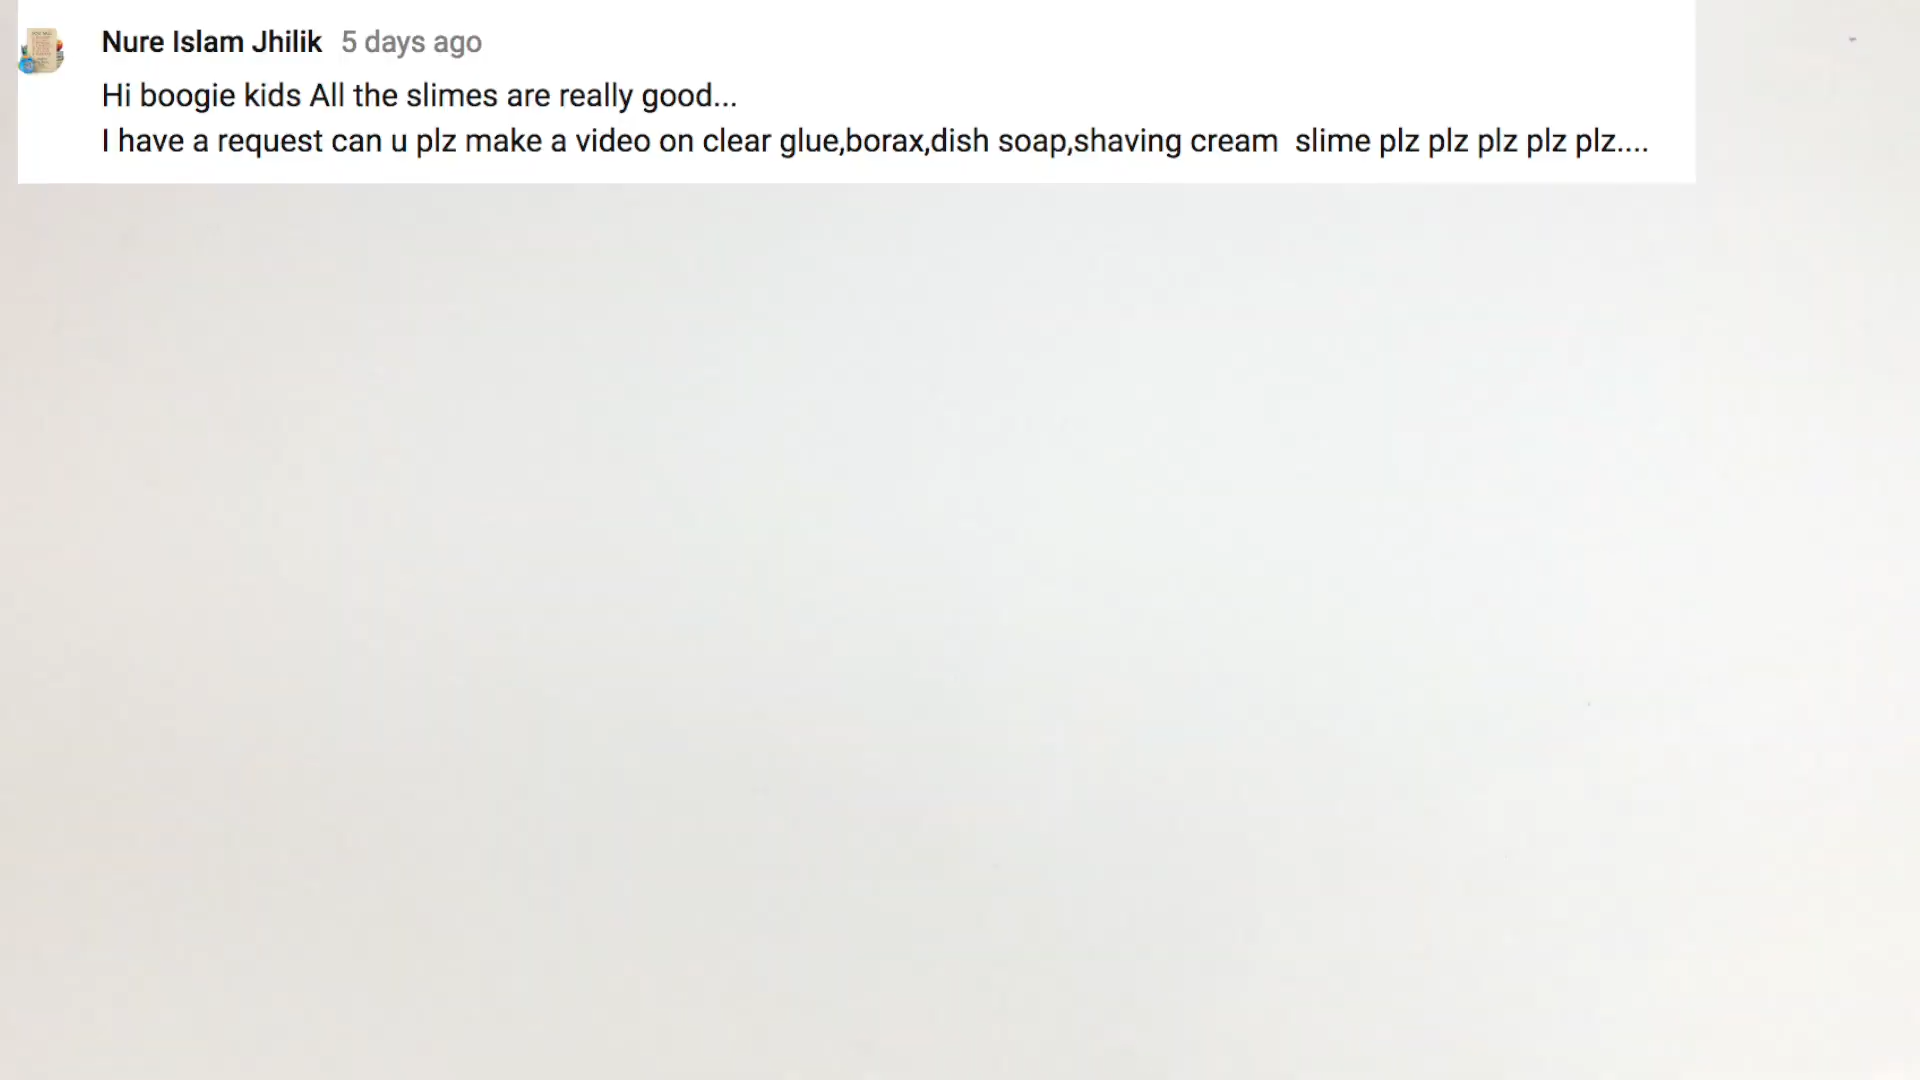 Nure Islam Jhilik 5 days ago
Hi boogie kids All the slimes are really good...
I have a request can u plz make a video on clear glue,borax,dish soap,shaving cream  slime plz plz plz plz plz....